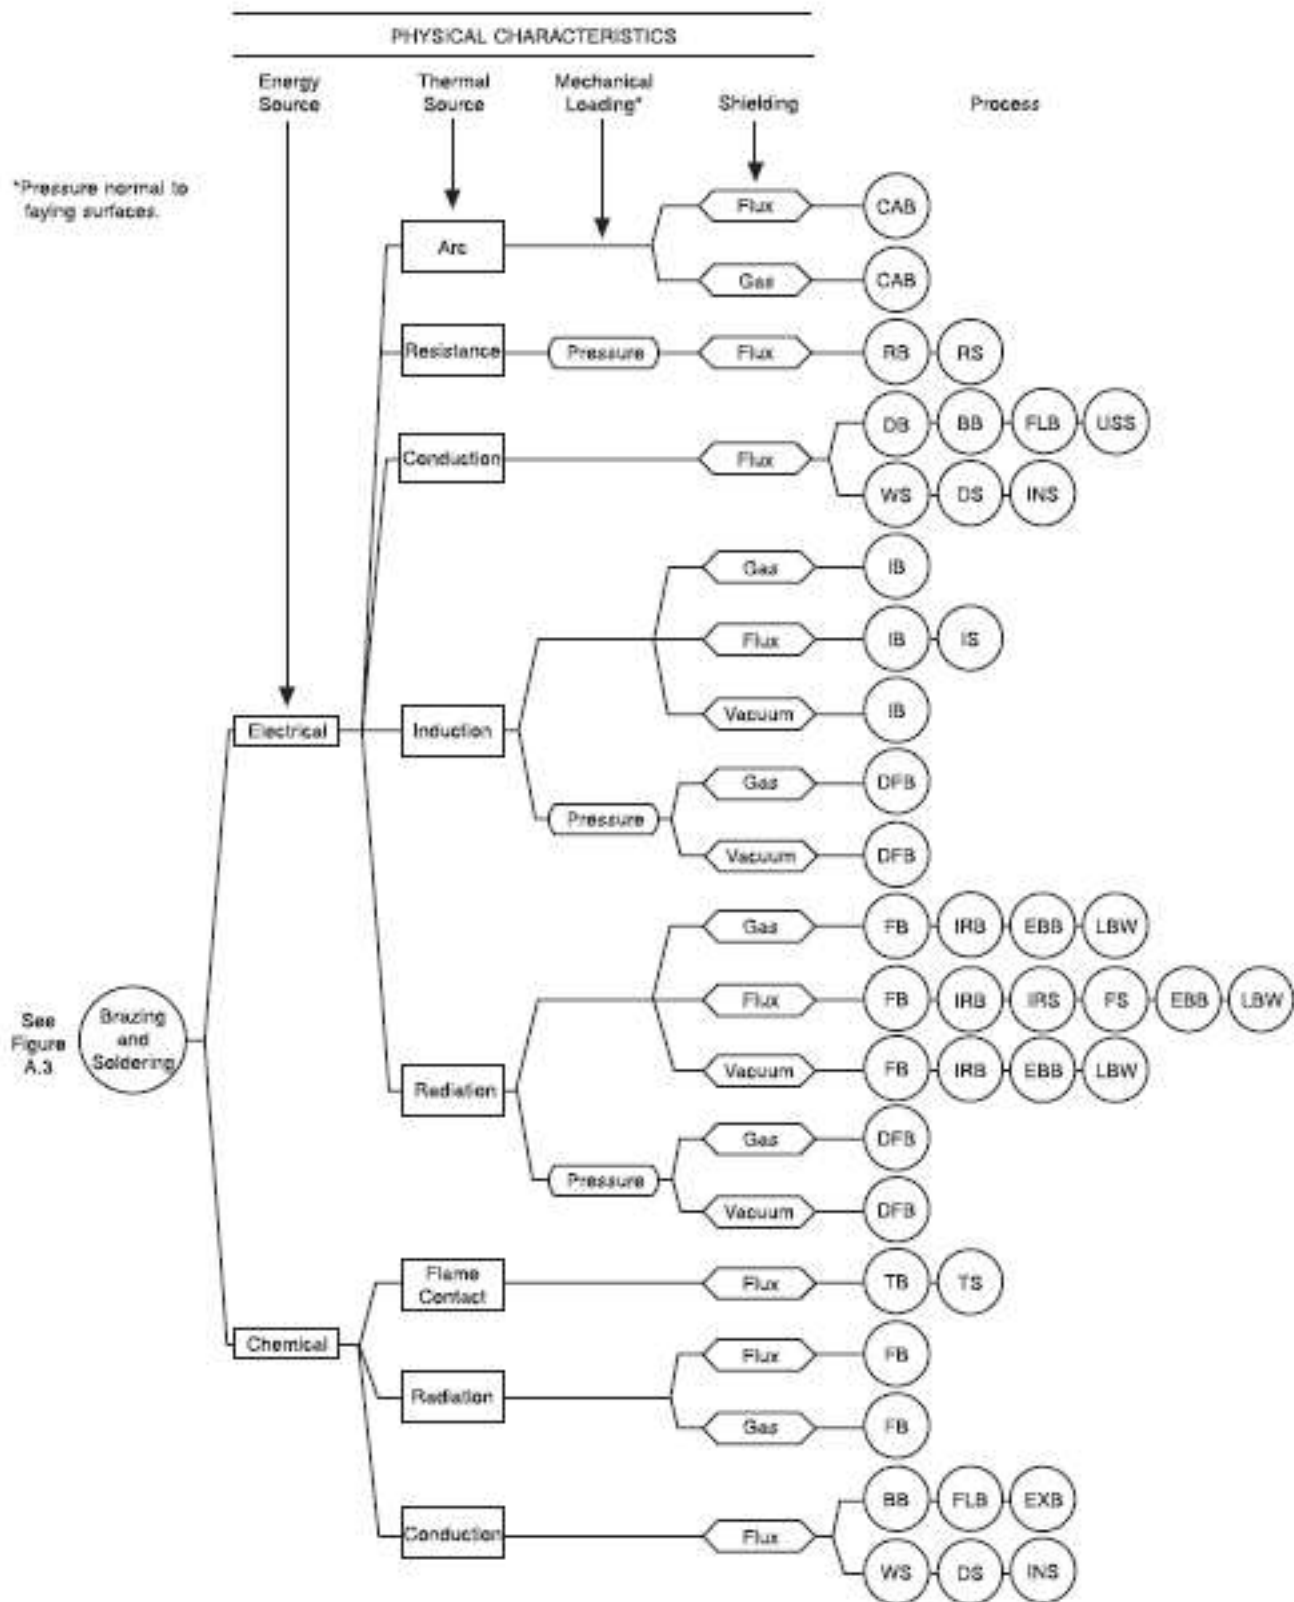 PHYSICAL CHARACTERISTICS
Energy
Source
Thermal
Source
Mechanical
Loading*
Shielding
Process
*Pressure normal to
faying surfaces.
Arc
Flux
CAB
Gas
CAB
Resistance
Pressure
Flux
RB
RS
Conduction
Flux
DB
BB
FLB
USS
WS
DS
INS
Electrical
Induction
Gas
IB
Flux
IB
IS
Vacuum
IB
Pressure
Gas
DFB
Vacuum
DFB
Radiation
Gas
FB
IRB
EBB
LBW
Flux
FB
IRB
IRS
FS
EBB
LBW
Vacuum
FB
IRB
EBB
LBW
Pressure
Gas
DFB
Vacuum
DFB
See
Figure
A.3
Brazing
and
Soldering
Chemical
Flame
Contact
Flux
TB
TS
Radiation
Flux
FB
Gas
FB
Conduction
Flux
BB
FLB
EXB
WS
DS
INS